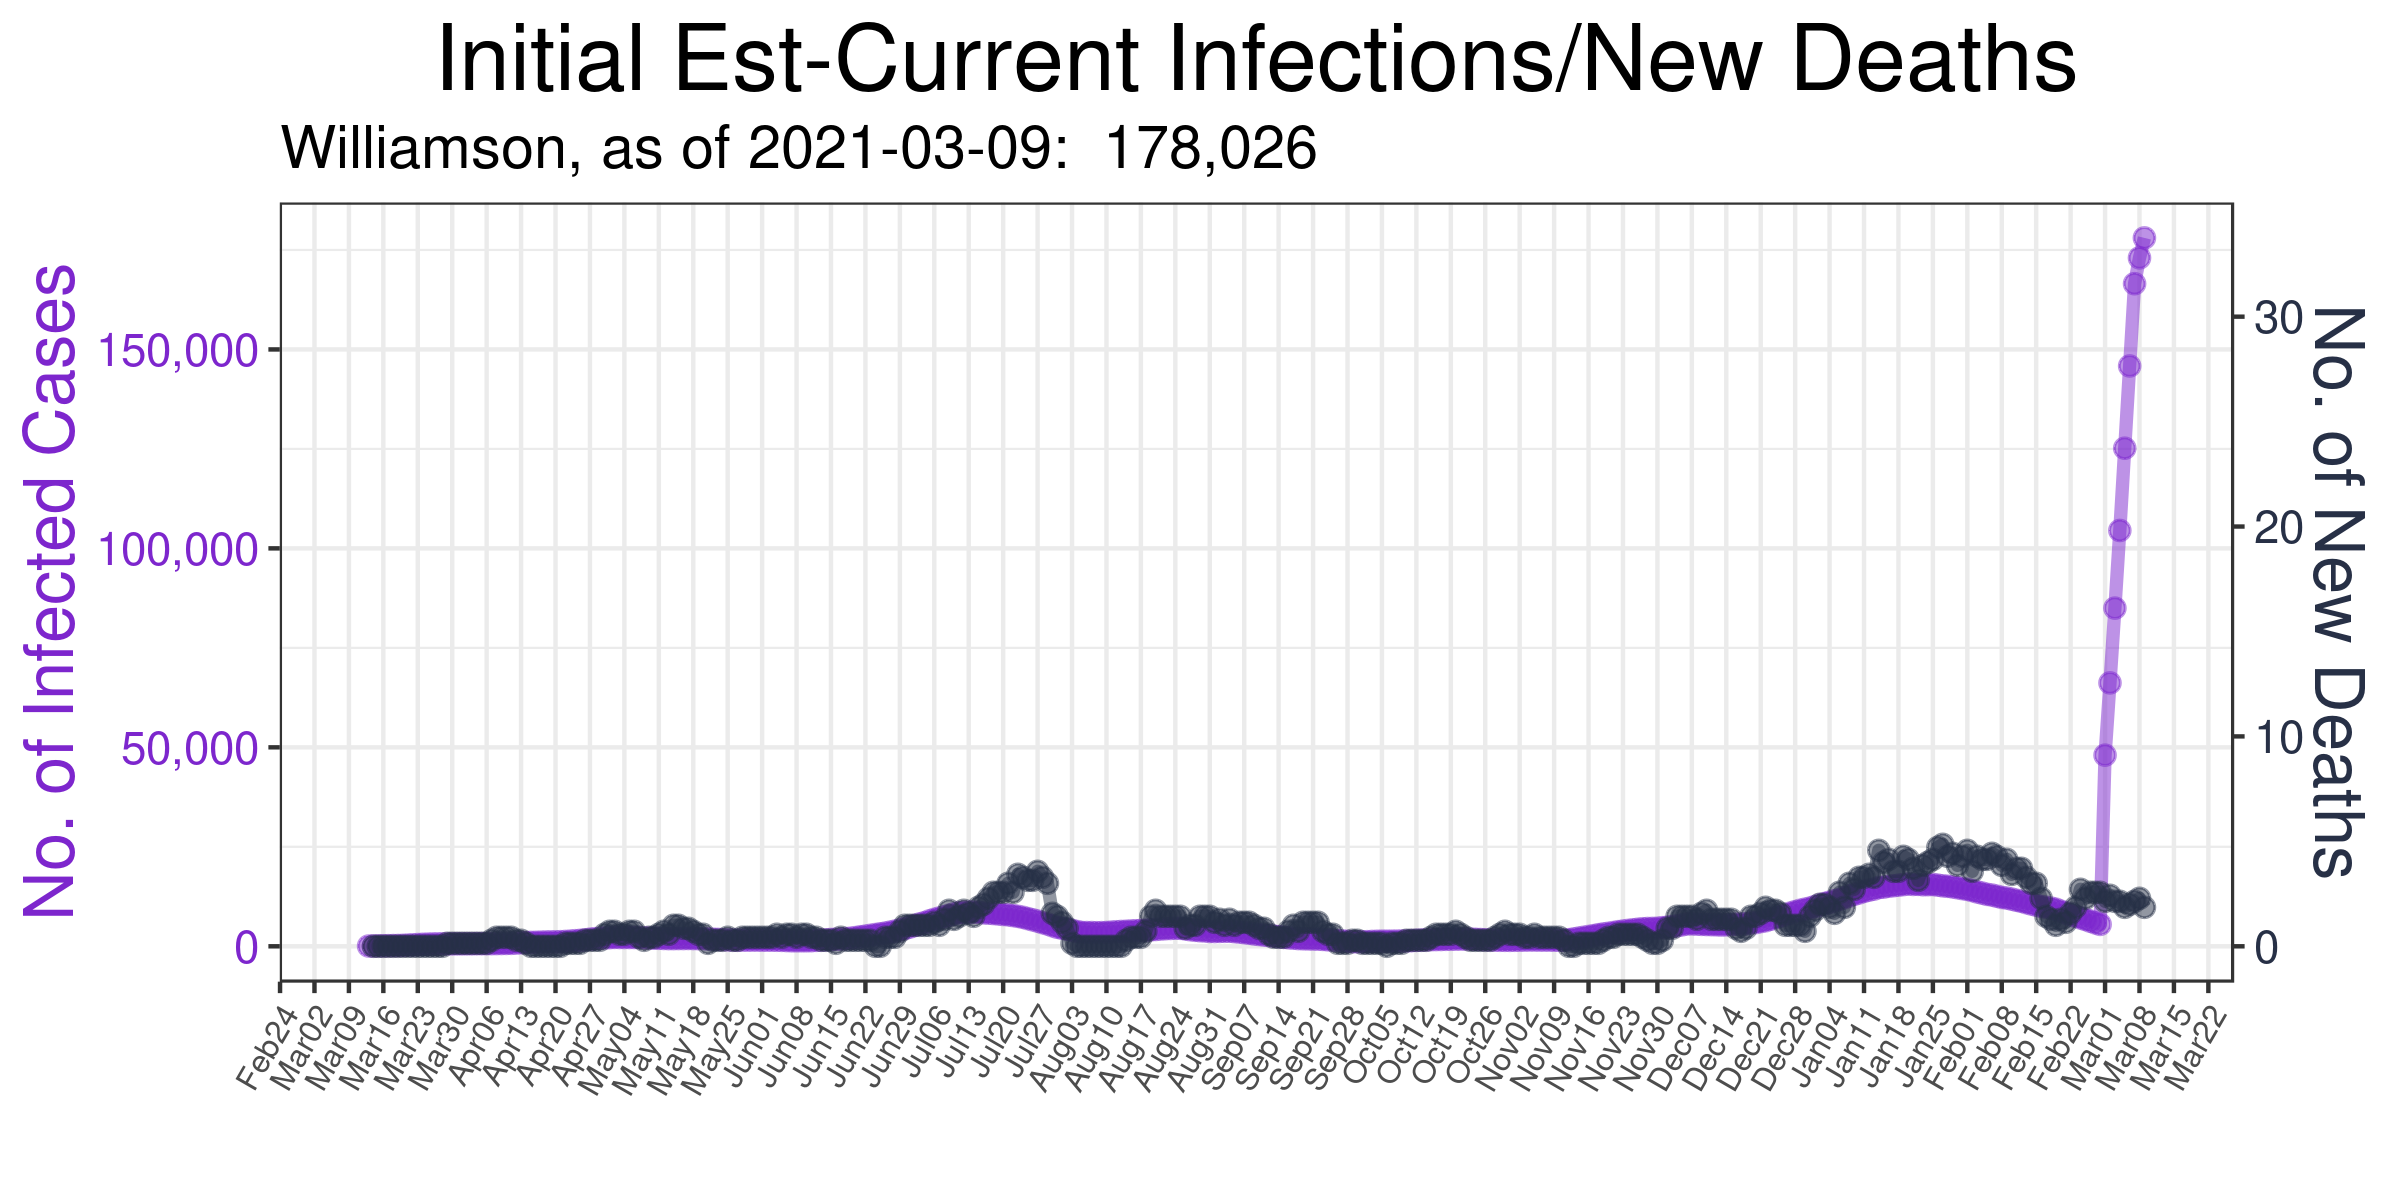 Initial Est-Current Infections/New Deaths
Williamson, as of 2021-03-09:  178,026
No. of Infected Cases
150,000
100,000
50,000
0
30
20
10
0
No. of New Deaths
Feb24
Mar02
Mar09
Mar16
Mar23
Mar30
Apr06
Apr13
Apr20
Apr27
May04
May11
May18
May25
Jun01
Jun08
Jun15
Jun22
Jun29
Jul06
Jul13
Jul20
Jul27
Aug03
Aug10
Aug17
Aug24
Aug31
Sep07
Sep14
Sep21
Sep28
Oct05
Oct12
Oct19
Oct26
Nov02
Nov09
Nov16
Nov23
Nov30
Dec07
Dec14
Dec21
Dec28
Jan04
Jan11
Jan18
Jan25
Feb01
Feb08
Feb15
Feb22
Mar01
Mar08
Mar15
Mar22